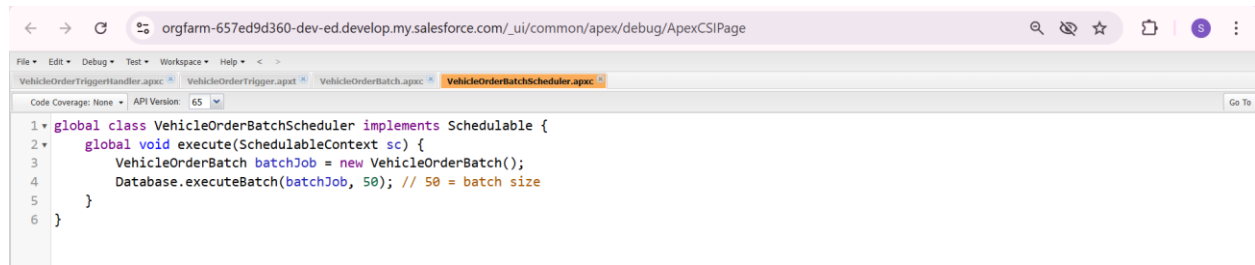 orgfarm-657ed9d360-dev-ed.develop.my.salesforce.com/_ui/common/apex/debug/ApexCSIPage
S
File Edit Debug Test Workspace Help < >
VehicleOrderTriggerHandler.apxc VehicleOrderTrigger.apxt VehicleOrderBatch.apxc VehicleOrderBatchScheduler.apxc
Code Coverage: None API Version: 65 Go To
1 global class VehicleOrderBatchScheduler implements Schedulable {
2 global void execute(SchedulableContext sc) {
3 VehicleOrderBatch batchJob = new VehicleOrderBatch();
4 Database.executeBatch(batchJob, 50); // 50 = batch size
5 }
6 }